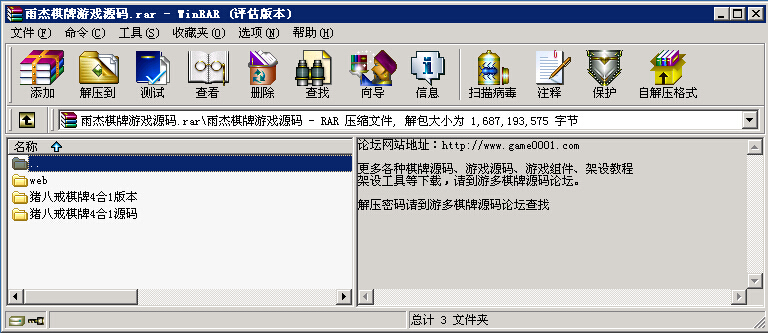 雨杰棋牌游戏源码.rar - WinRAR (评估版本)
文件(F) 命令(C) 工具(S) 收藏夹(O) 选项(N) 帮助(H)
添加 解压到 测试 查看 删除 查找 向导 信息 扫描病毒 注释 保护 自解压格式
雨杰棋牌游戏源码.rar\雨杰棋牌游戏源码 - RAR 压缩文件, 解包大小为 1,687,193,575 字节
名称
..
web
猪八戒棋牌4合1版本
猪八戒棋牌4合1源码
论坛网站地址：http://www.game0001.com
更多各种棋牌源码、游戏源码、游戏组件、架设教程
架设工具等下载，请到游多棋牌源码论坛。
解压密码请到游多棋牌源码论坛查找
总计 3 文件夹